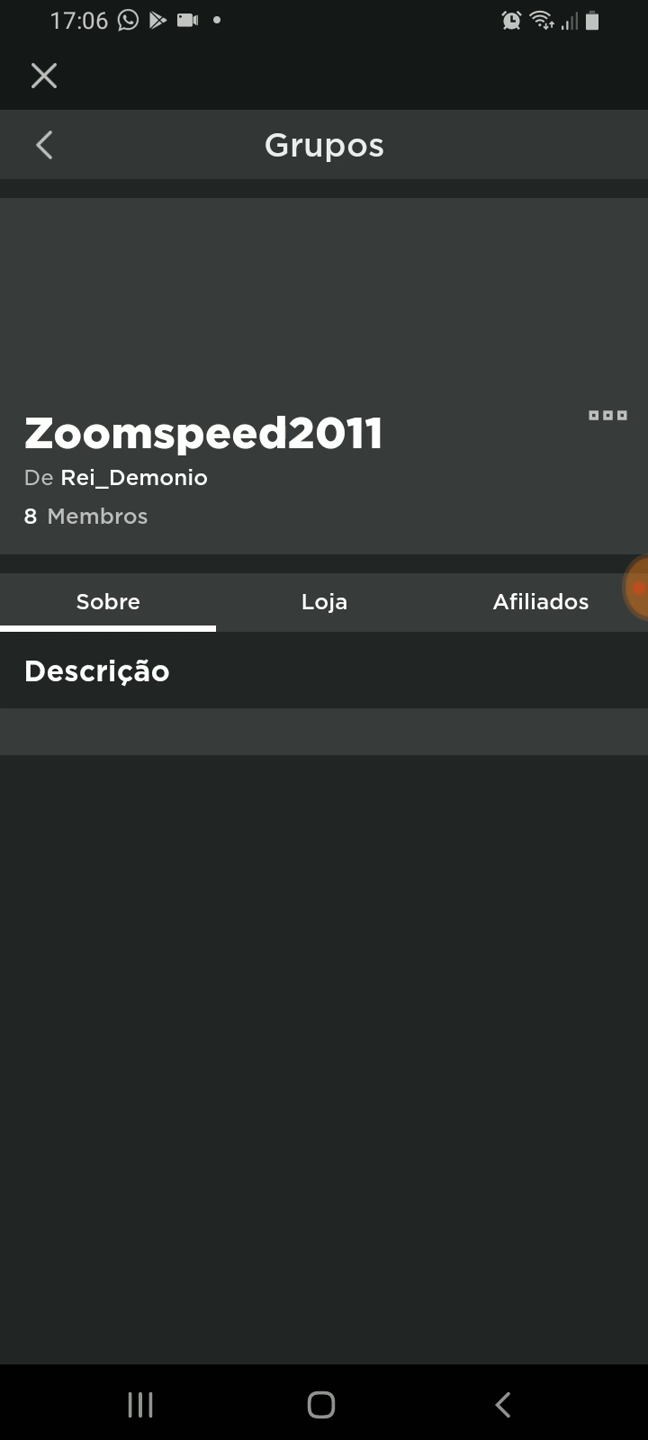 17:06
Grupos
Zoomspeed2011
De Rei_Demonio
8 Membros
Sobre Loja Afiliados
Descrição